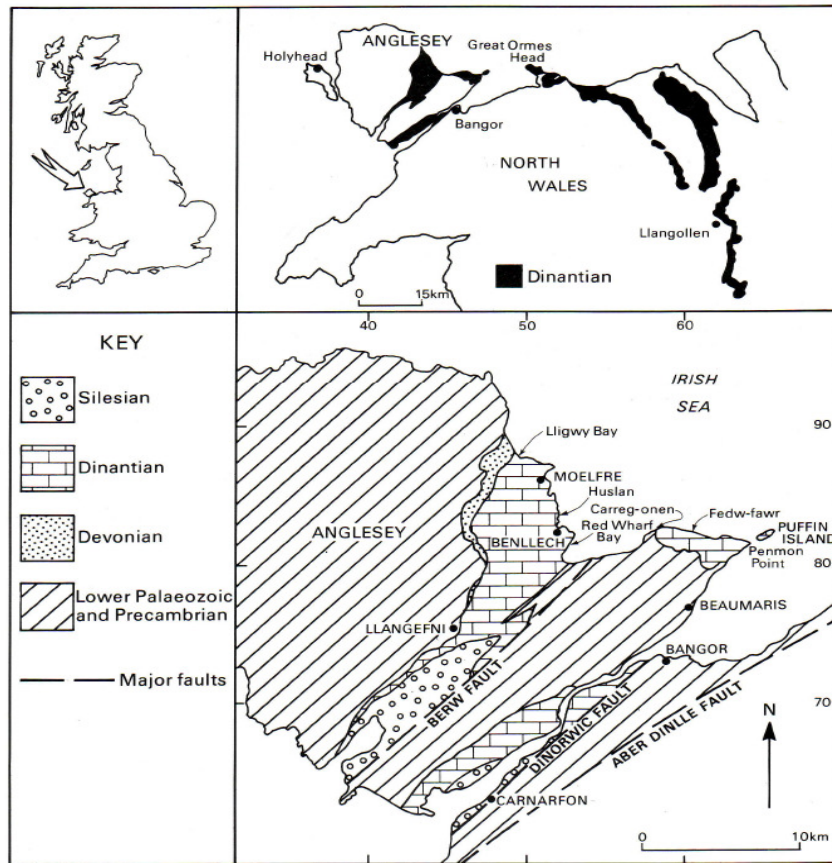 Holyhead
ANGLESEY
Great Ormes
Head
Bangor
NORTH
WALES
Llangollen
Dinantian
0 15km
KEY
Silesian
Dinantian
Devonian
Lower Palaeozoic
and Precambrian
Major faults
40 50 60
IRISH
SEA
90
Lligwy Bay
MOELFRE
Huslan
Carreg-onen
Fedw-fawr
Red Wharf
Bay
PUFFIN
ISLAND
ANGLESEY
BENLLECH
Penmon
Point
80
BEAUMARIS
LLANGEFNI
BANGOR
BERW FAULT
DINORWIC FAULT
ABER DINLLE FAULT
70
N
CARNARFON
0 10km